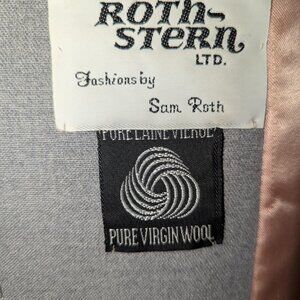 ROTH-
STERN
LTD.
Fashions by
Sam Roth
PURE LAINE VIERGE
PURE VIRGIN WOOL